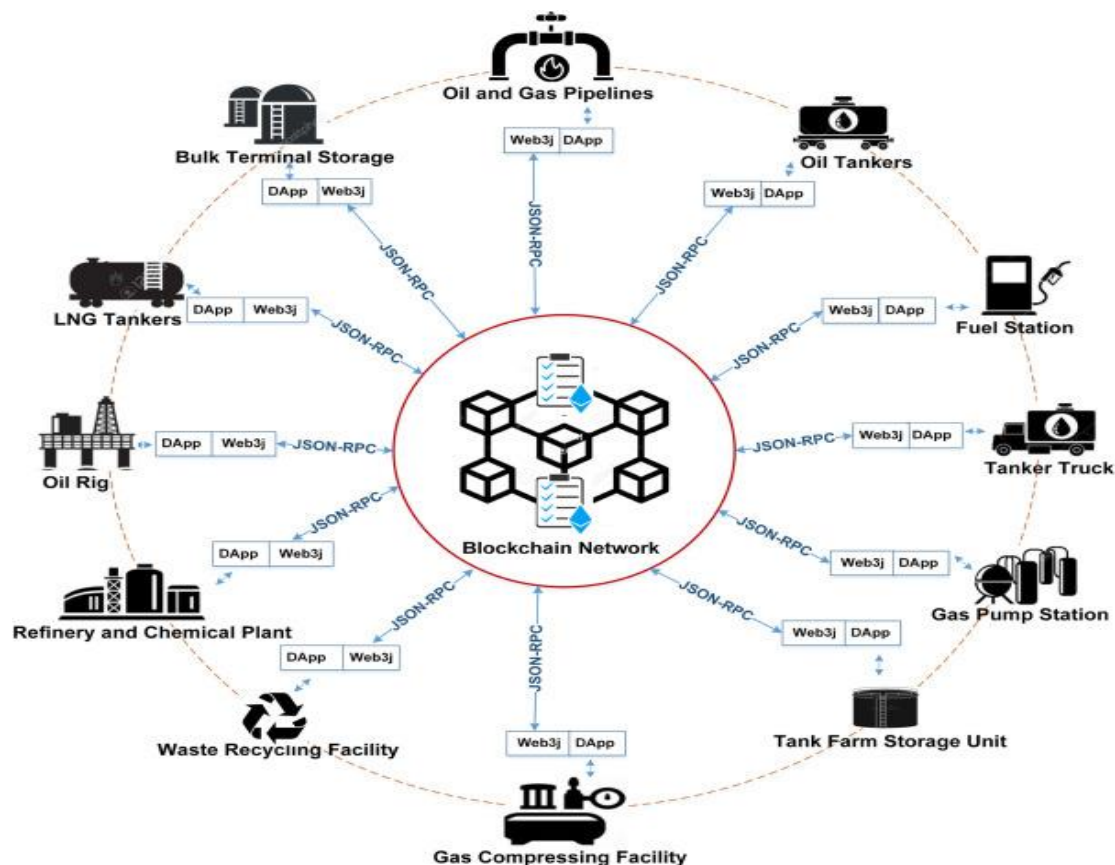 Oil and Gas Pipelines
Web3j DApp
JSON-RPC
Oil Tankers
Web3j DApp
JSON-RPC
Fuel Station
Web3j DApp
JSON-RPC
Tanker Truck
Web3j DApp
JSON-RPC
Gas Pump Station
Web3j DApp
JSON-RPC
Tank Farm Storage Unit
Web3j DApp
JSON-RPC
Gas Compressing Facility
Web3j DApp
JSON-RPC
Waste Recycling Facility
DApp Web3j
JSON-RPC
Refinery and Chemical Plant
DApp Web3j
JSON-RPC
Oil Rig
DApp Web3j
JSON-RPC
LNG Tankers
DApp Web3j
JSON-RPC
Bulk Terminal Storage
DApp Web3j
JSON-RPC
Blockchain Network